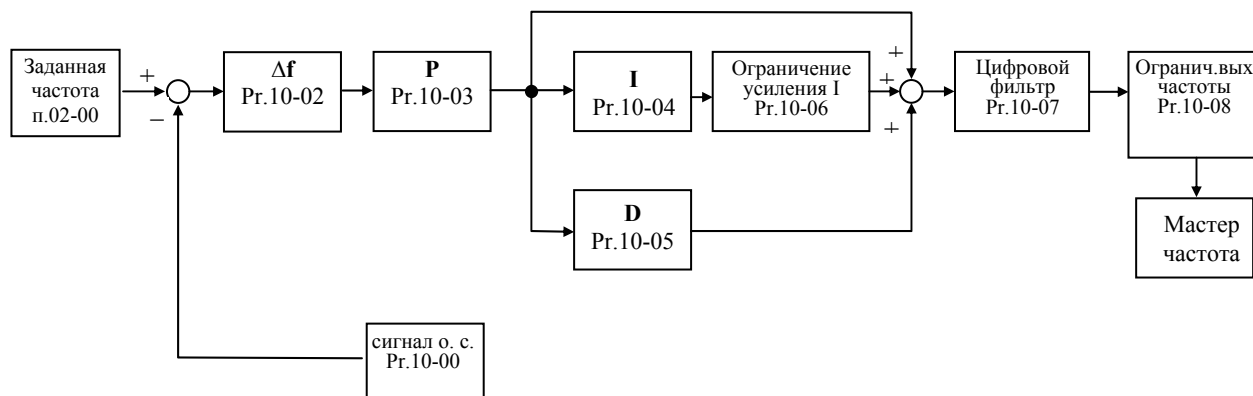 Заданная
частота
п.02-00
+
−
Δf
Pr.10-02
P
Pr.10-03
I
Pr.10-04
Ограничение
усиления I
Pr.10-06
D
Pr.10-05
+
+
+
Цифровой
фильтр
Pr.10-07
Огранич.вых
частоты
Pr.10-08
Мастер
частота
сигнал о. с.
Pr.10-00